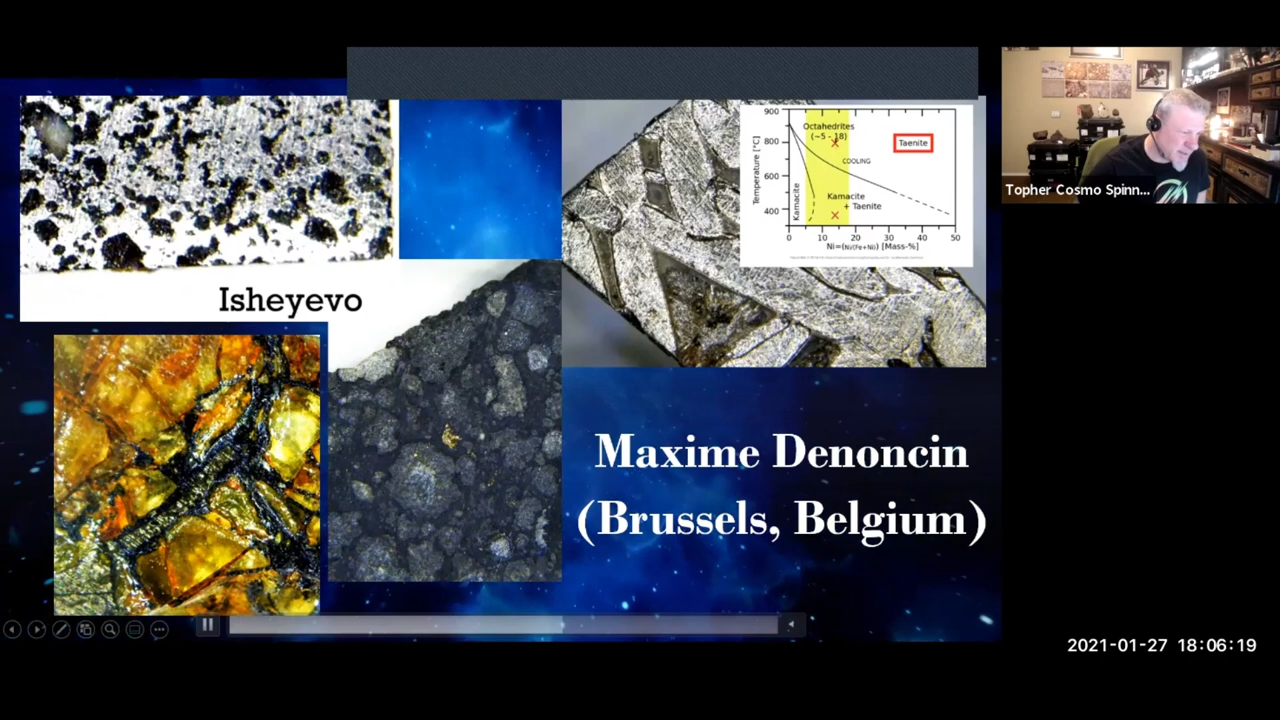 Isheyevo
900
800
600
400
Temperature [°C]
Octahedrites
(~5 - 18)
Taenite
COOLING
Kamacite
Kamacite
+ Taenite
0 10 20 30 40 50
Ni=(Ni/(Fe+Ni)) [Mass-%]
Maxime Denoncin
(Brussels, Belgium)
Topher Cosmo Spinn...
2021-01-27 18:06:19